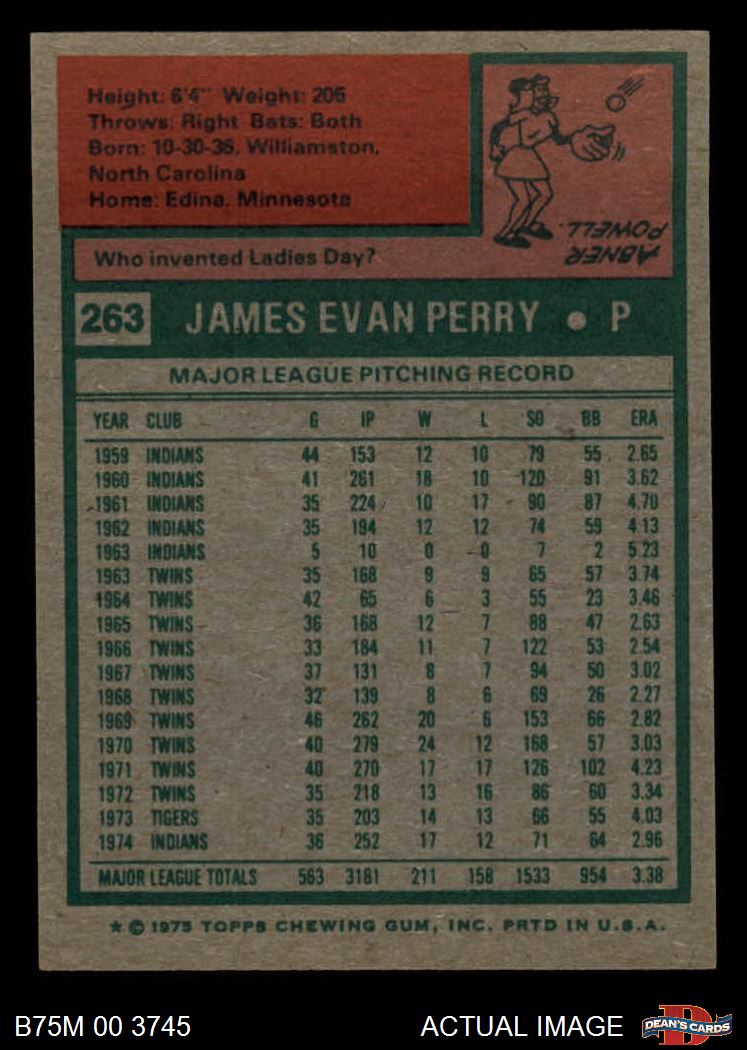 Height: 6'4" Weight: 205
Throws: Right Bats: Both
Born: 10-30-36, Williamston,
North Carolina
Home: Edina, Minnesota
ABNER
POWELL.
Who invented Ladies Day?
263 JAMES EVAN PERRY • P
MAJOR LEAGUE PITCHING RECORD
YEAR CLUB G IP W L SO BB ERA
1959 INDIANS 44 153 12 10 79 55 2.65
1960 INDIANS 41 261 18 10 120 91 3.62
1961 INDIANS 35 224 10 17 90 87 4.70
1962 INDIANS 35 194 12 12 74 59 4.13
1963 INDIANS 5 10 0 0 7 2 5.23
1963 TWINS 35 168 9 9 65 57 3.74
1964 TWINS 42 65 6 3 55 23 3.46
1965 TWINS 36 168 12 7 88 47 2.63
1966 TWINS 33 184 11 7 122 53 2.54
1967 TWINS 37 131 8 7 94 50 3.02
1968 TWINS 32 139 8 6 69 26 2.27
1969 TWINS 46 262 20 6 153 66 2.82
1970 TWINS 40 279 24 12 168 57 3.03
1971 TWINS 40 270 17 17 126 102 4.23
1972 TWINS 35 218 13 16 86 60 3.34
1973 TIGERS 35 203 14 13 66 55 4.03
1974 INDIANS 36 252 17 12 71 64 2.96
MAJOR LEAGUE TOTALS 563 3181 211 158 1533 954 3.38
★ © 1975 TOPPS CHEWING GUM, INC. PRTD IN U.S.A.
B75M 00 3745 ACTUAL IMAGE DEAN'S CARDS